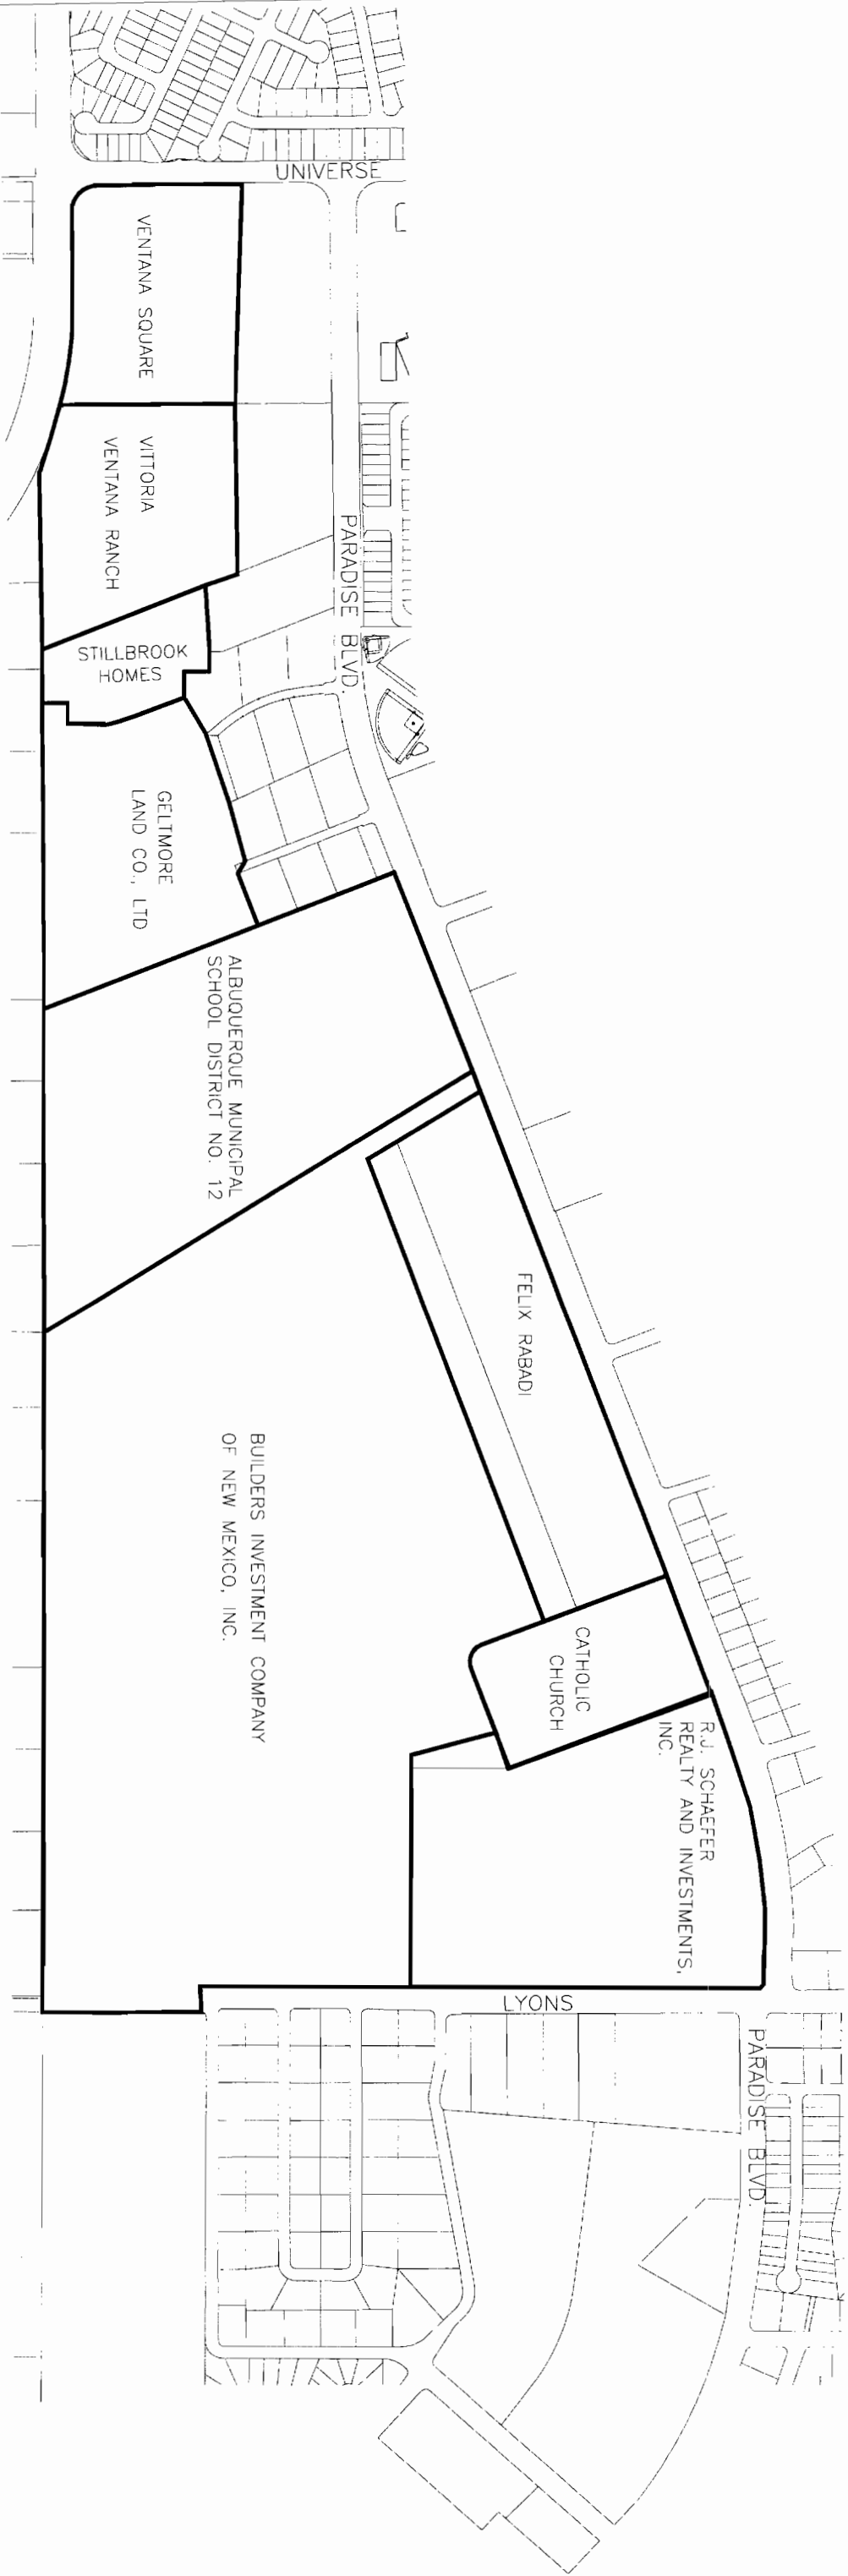 UNIVERSE
VENTANA SQUARE
VITTORIA
VENTANA RANCH
PARADISE BLVD.
STILLBROOK
HOMES
GELTMORE
LAND CO., LTD
ALBUQUERQUE MUNICIPAL
SCHOOL DISTRICT NO. 12
FELIX RABADI
BUILDERS INVESTMENT COMPANY
OF NEW MEXICO, INC.
CATHOLIC
CHURCH
R.J. SCHAEFER
REALTY AND INVESTMENTS,
INC.
LYONS
PARADISE BLVD.